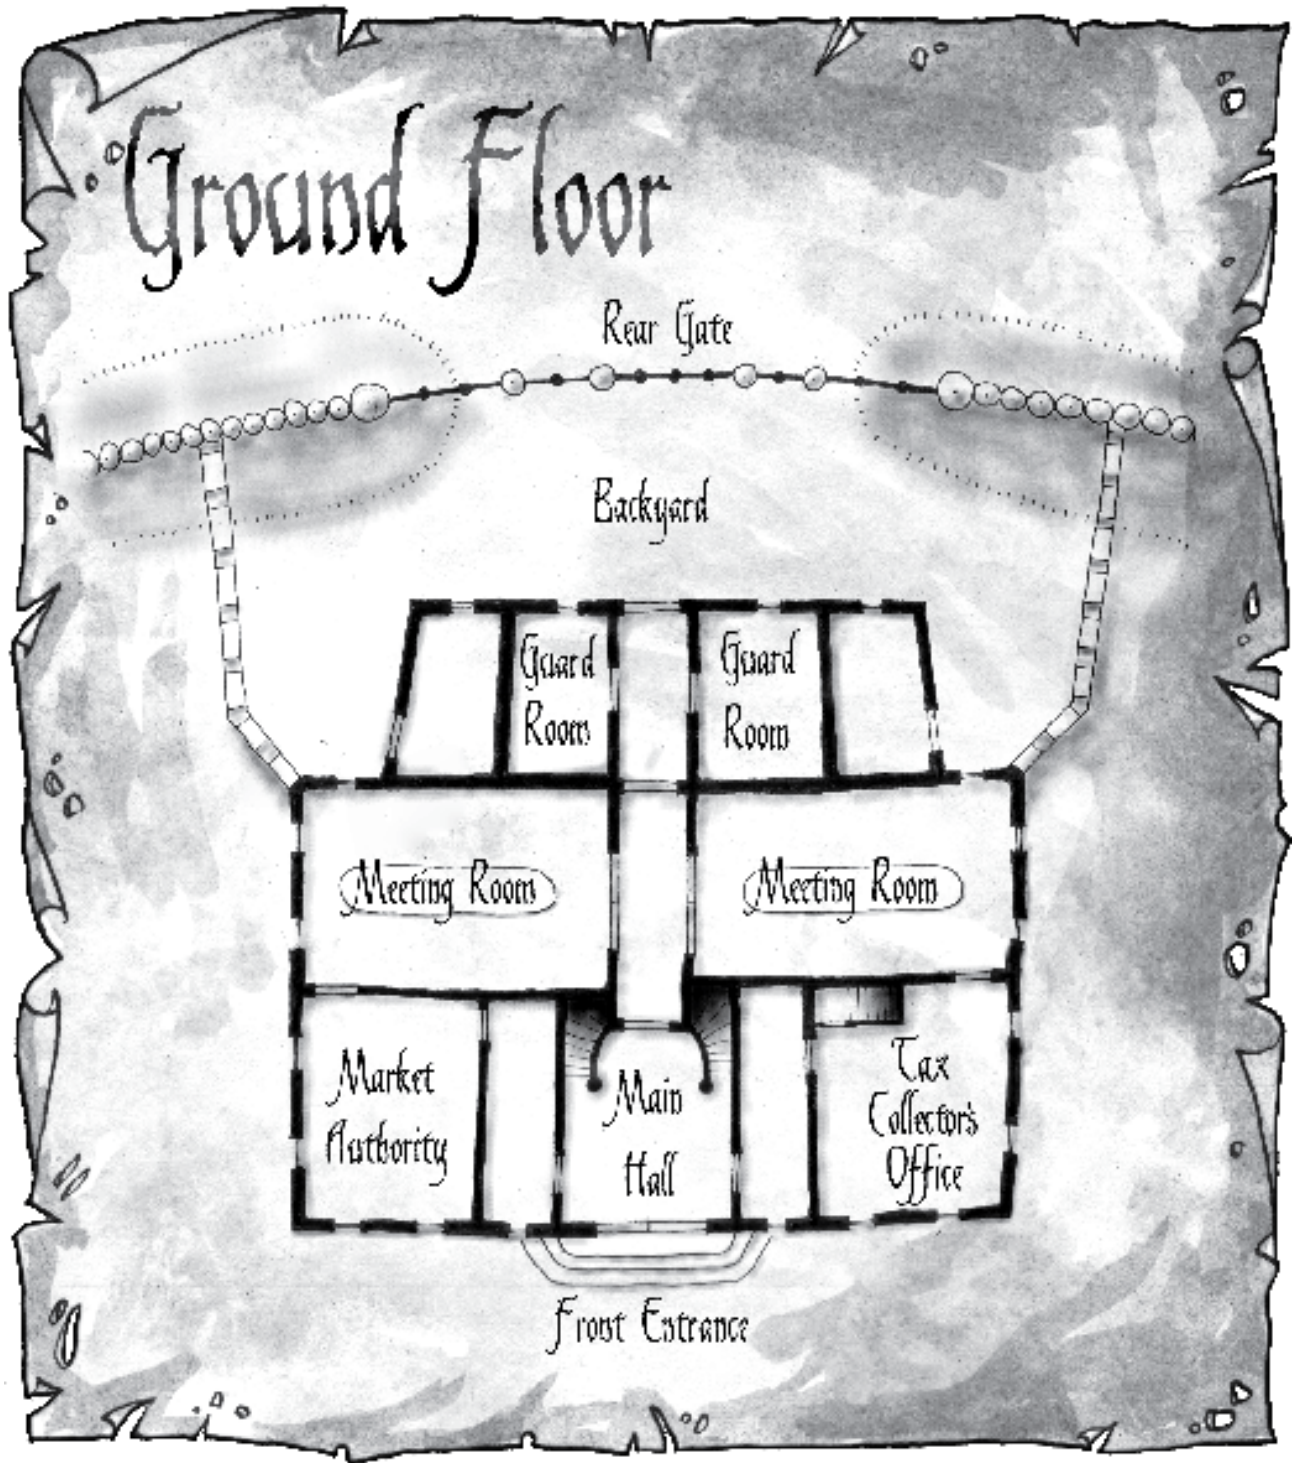 Ground Floor
Rear Gate
Backyard
Guard
Room
Guard
Room
Meeting Room
Meeting Room
Market
Authority
Main
Hall
Tax
Collector's
Office
Front Entrance